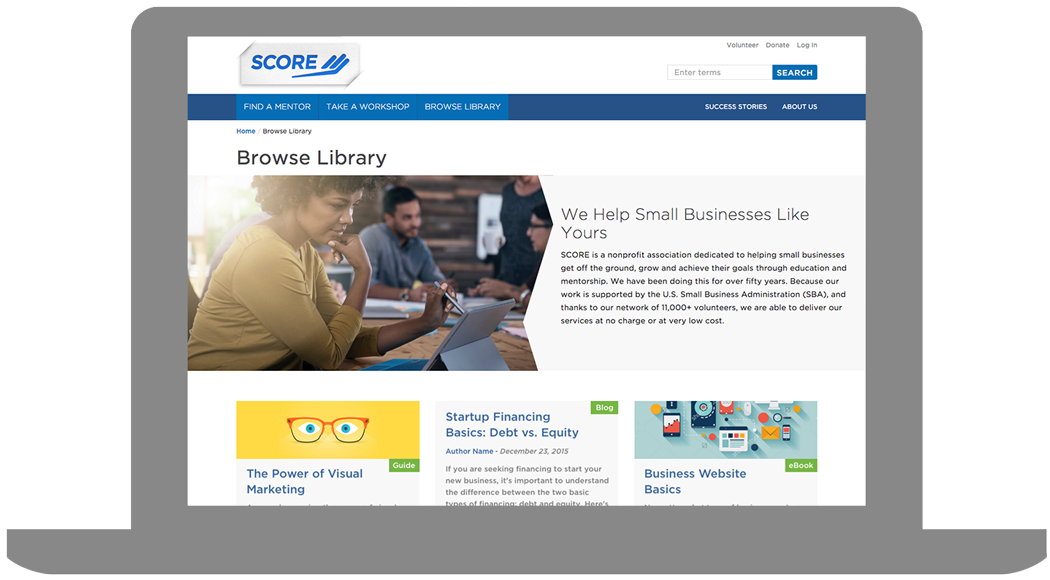 Volunteer Donate Log In
SCORE
Enter terms SEARCH
FIND A MENTOR TAKE A WORKSHOP BROWSE LIBRARY SUCCESS STORIES ABOUT US
Home / Browse Library
Browse Library
We Help Small Businesses Like
Yours
SCORE is a nonprofit association dedicated to helping small businesses
get off the ground, grow and achieve their goals through education and
mentorship. We have been doing this for over fifty years. Because our
work is supported by the U.S. Small Business Administration (SBA), and
thanks to our network of 11,000+ volunteers, we are able to deliver our
services at no charge or at very low cost.
Guide
The Power of Visual
Marketing
Blog
Startup Financing
Basics: Debt vs. Equity
Author Name - December 23, 2015
If you are seeking financing to start your
new business, it's important to understand
the difference between the two basic
types of financing: debt and equity. Here's
eBook
Business Website
Basics